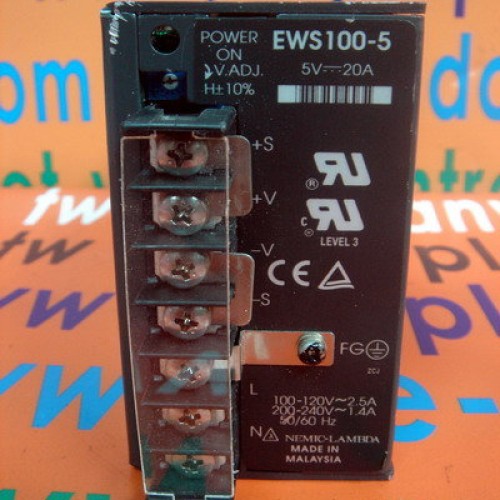 POWER ON
V.ADJ.
H±10%
EWS100-5
5V⎓20A
+S
+V
-V
-S
L
N
FG
R
C
R
LEVEL 3
CE
ZCJ
100-120V~2.5A
200-240V~1.4A
50/60 Hz
NEMIC-LAMBDA
MADE IN
MALAYSIA